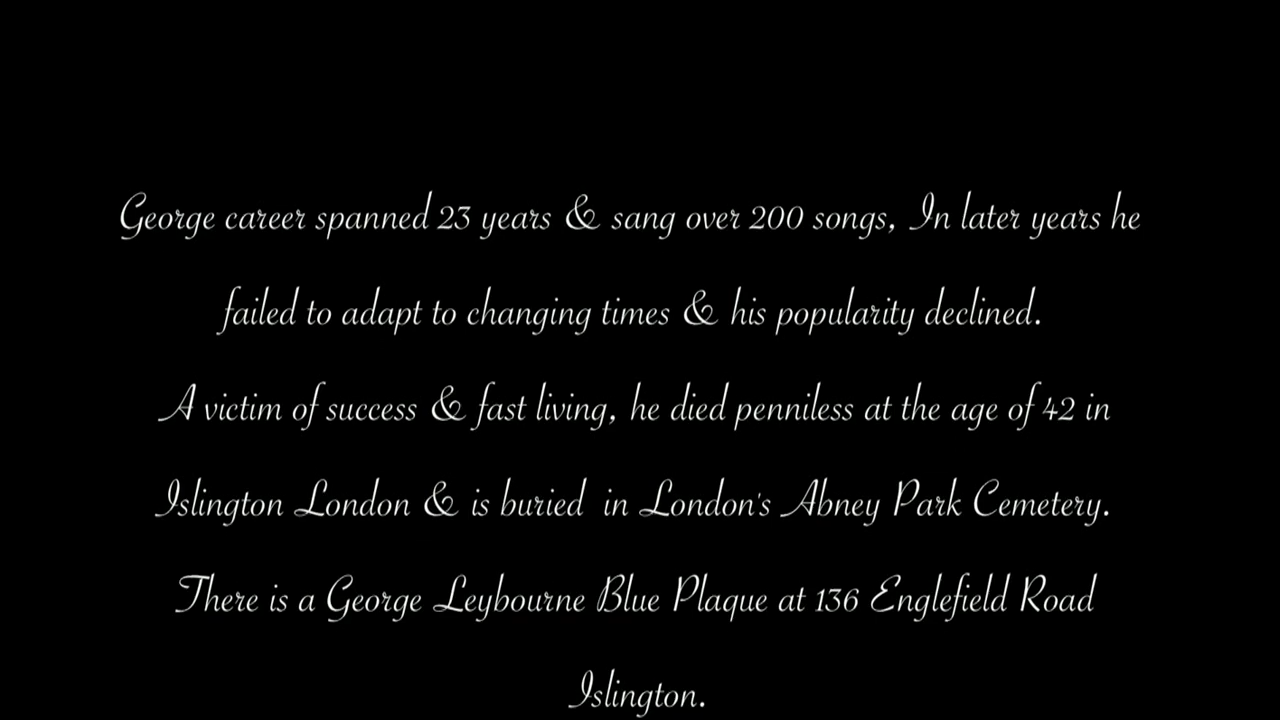 George career spanned 23 years & sang over 200 songs, In later years he
failed to adapt to changing times & his popularity declined.
A victim of success & fast living, he died penniless at the age of 42 in
Islington London & is buried in London's Abney Park Cemetery.
There is a George Leybourne Blue Plaque at 136 Englefield Road
Islington.